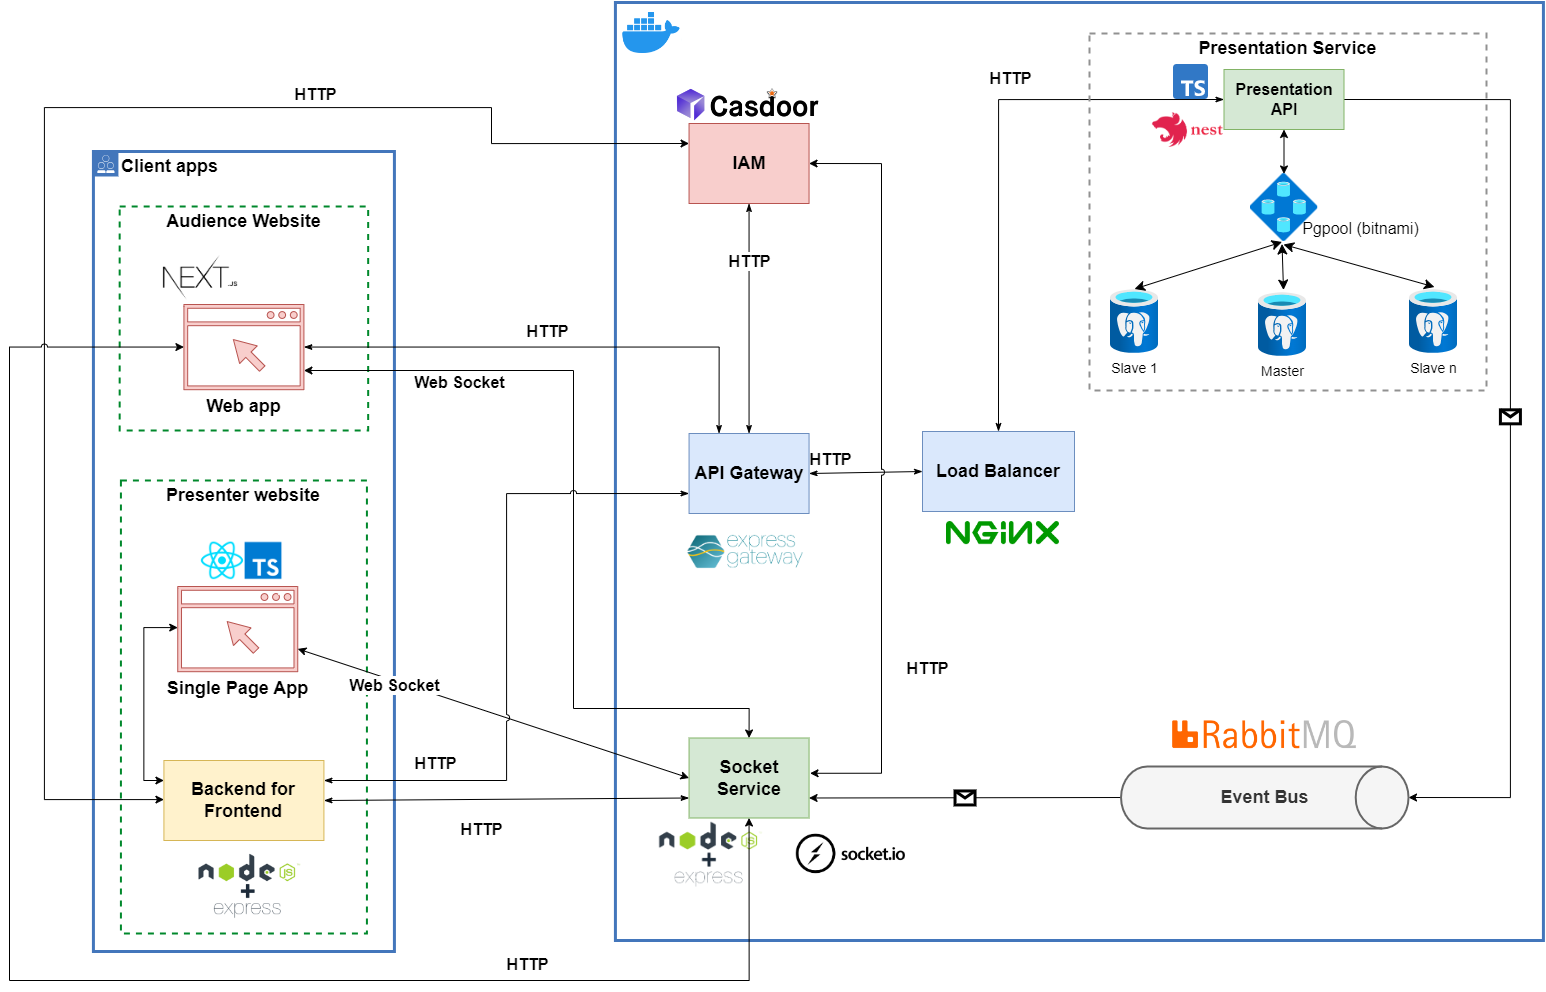 HTTP
Casdoor
IAM
HTTP
HTTP
Presentation Service
TS
nest
Presentation
API
Pgpool (bitnami)
Slave 1
Master
Slave n
Client apps
Audience Website
NEXT
.JS
Web app
HTTP
Web Socket
API Gateway
express
gateway
HTTP
Load Balancer
NGINX
Presenter website
TS
Single Page App
Web Socket
HTTP
Backend for
Frontend
node
JS
+
express
HTTP
HTTP
Socket
Service
node
JS
+
express
socket.io
RabbitMQ
Event Bus
HTTP